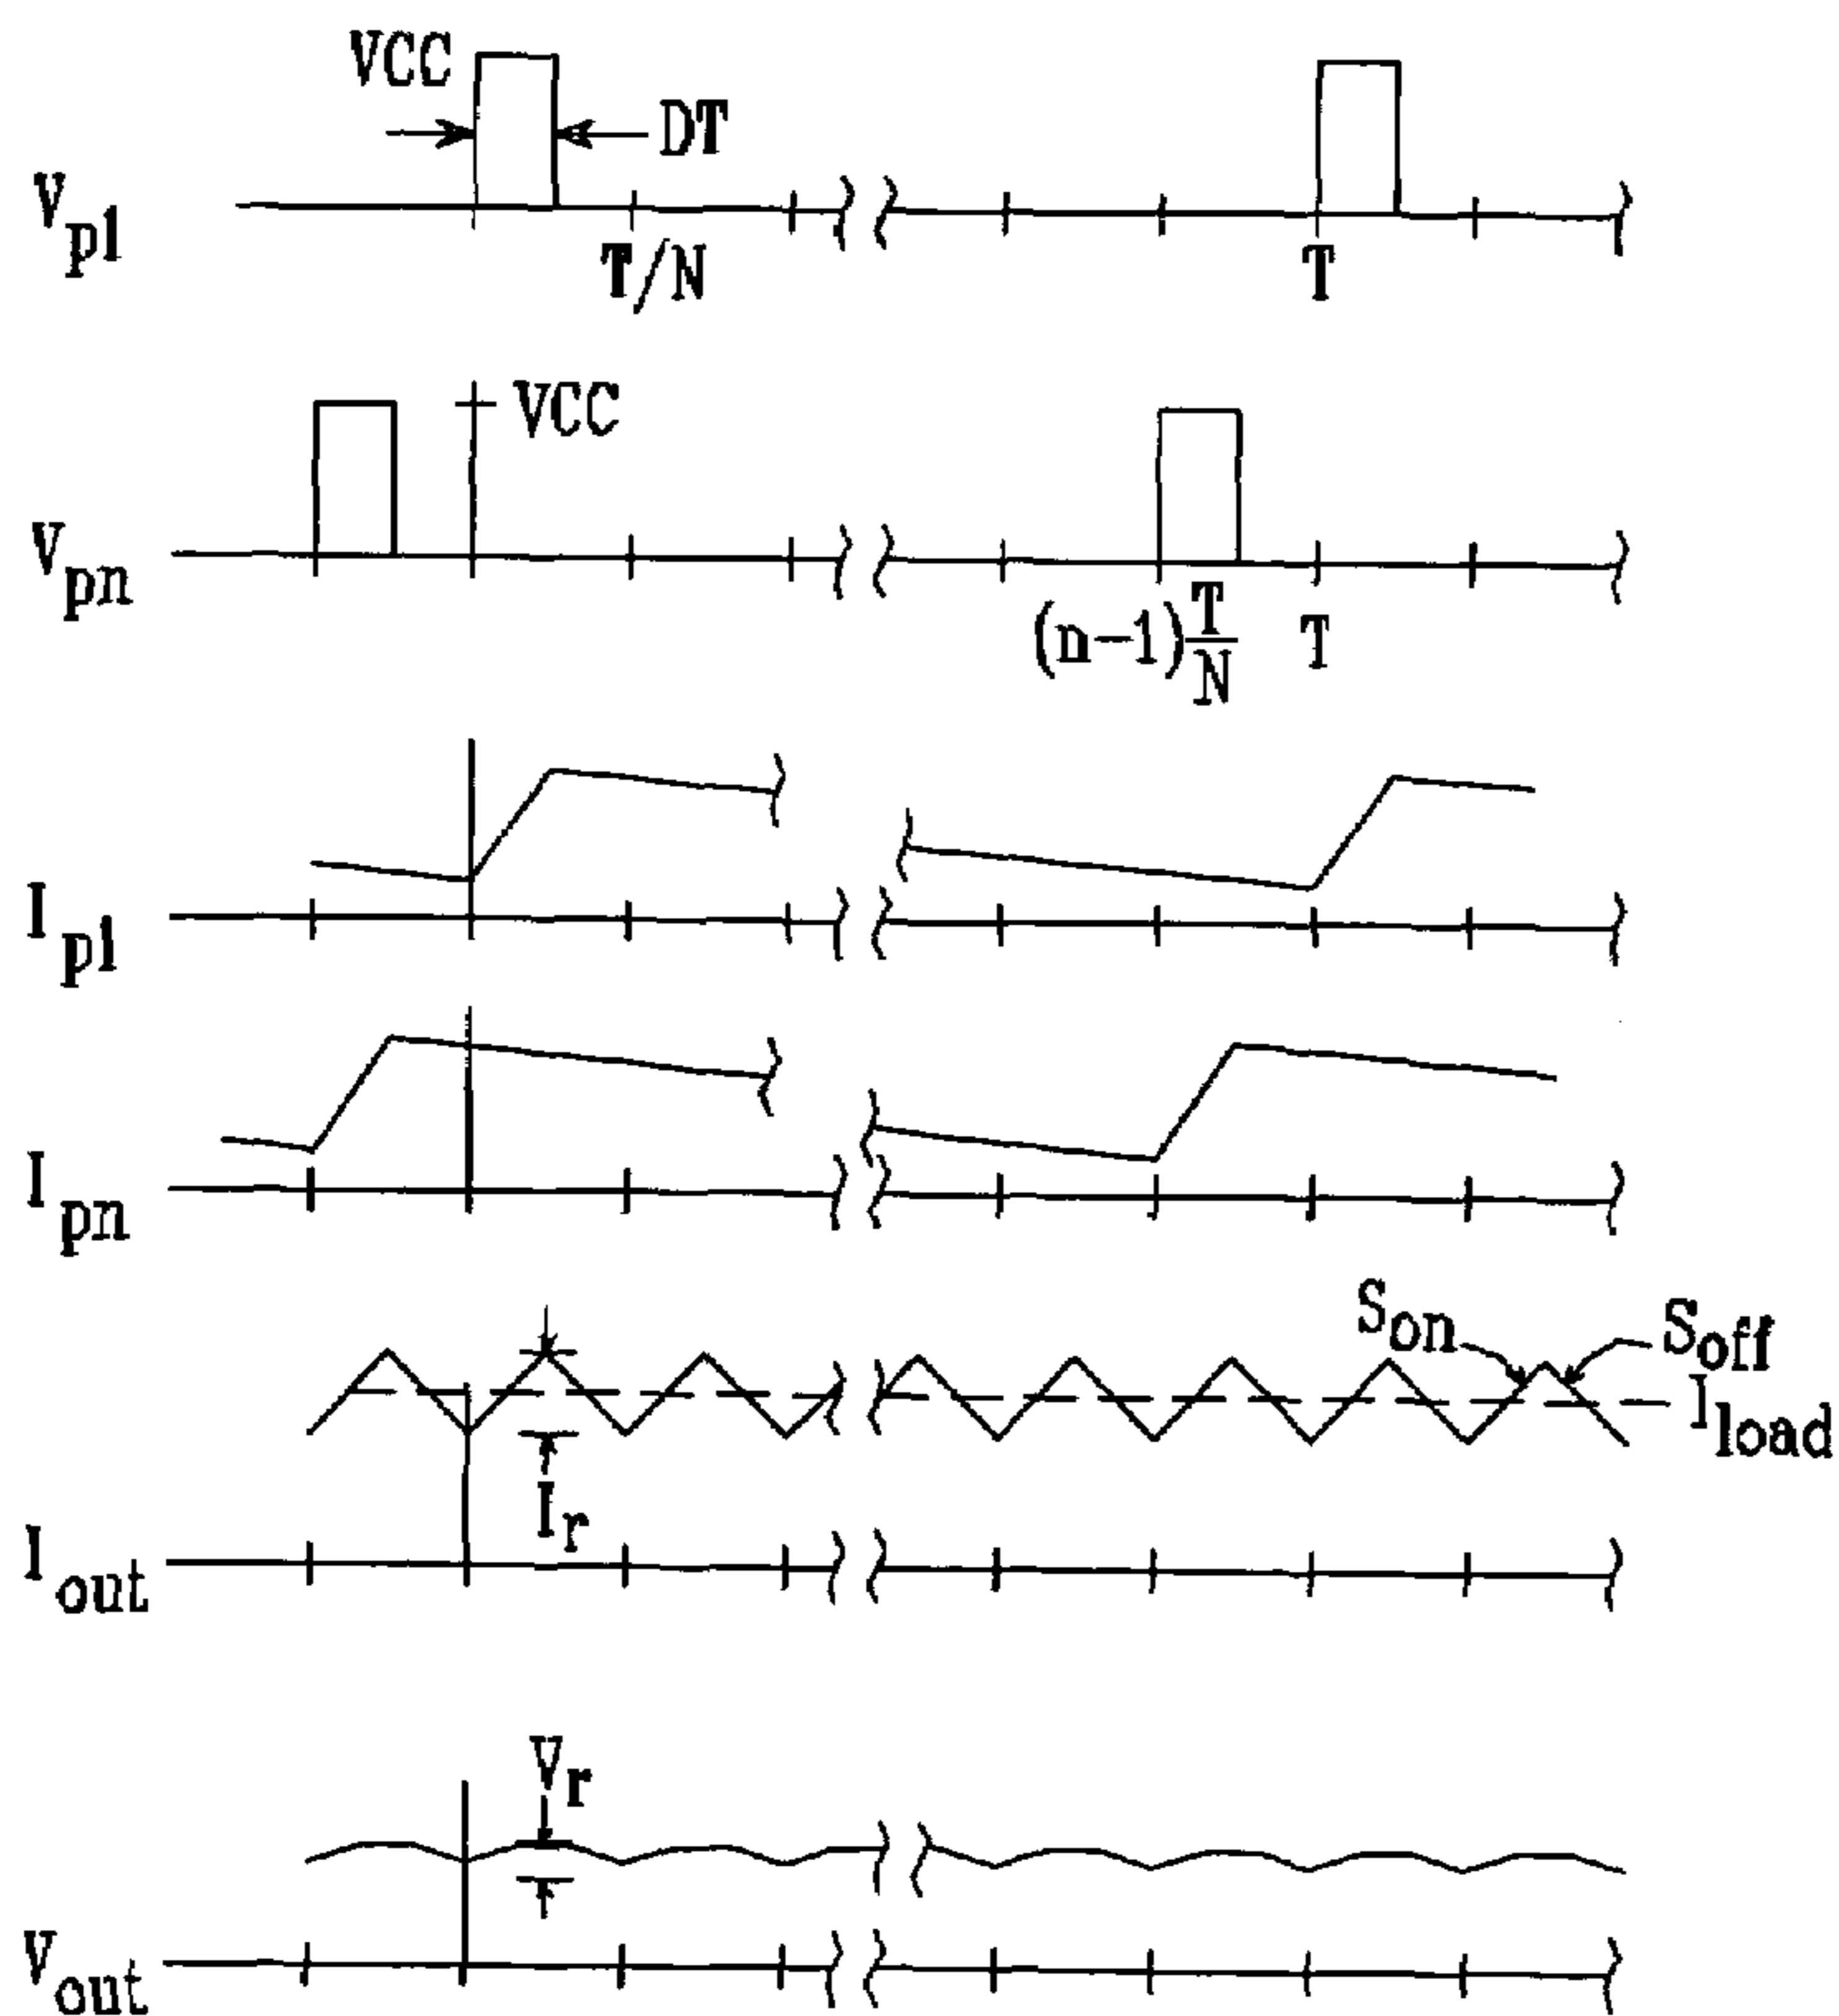 VCC
DT
Vp1
T/N
T
VCC
Vpn
(n-1)T/N
T
Ip1
Ipn
Son
Soff
Iload
Ir
Iout
Vr
Vout